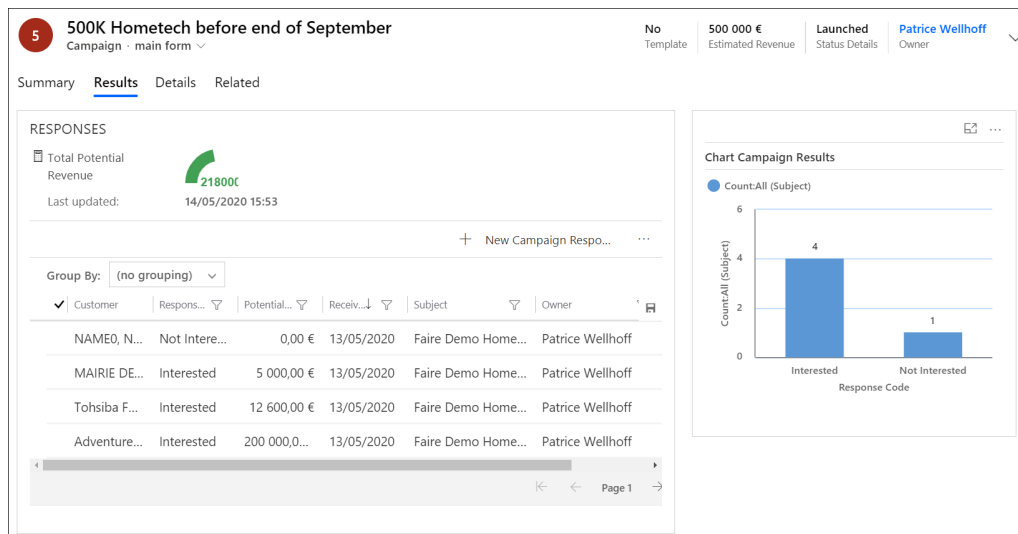 5
500K Hometech before end of September
Campaign · main form
No
Template
500 000 €
Estimated Revenue
Launched
Status Details
Patrice Wellhoff
Owner
Summary Results Details Related
RESPONSES
Total Potential
Revenue
21800
Last updated:
14/05/2020 15:53
New Campaign Respo...
Group By: (no grouping)
Customer Respons... Potential... Receiv... Subject Owner
NAME0, N... Not Intere... 0,00 € 13/05/2020 Faire Demo Home... Patrice Wellhoff
MAIRIE DE... Interested 5 000,00 € 13/05/2020 Faire Demo Home... Patrice Wellhoff
Tohsiba F... Interested 12 600,00 € 13/05/2020 Faire Demo Home... Patrice Wellhoff
Adventure... Interested 200 000,0... 13/05/2020 Faire Demo Home... Patrice Wellhoff
Page 1
Chart Campaign Results
Count:All (Subject)
Count:All (Subject)
6
4
2
0
4
1
Interested
Not Interested
Response Code